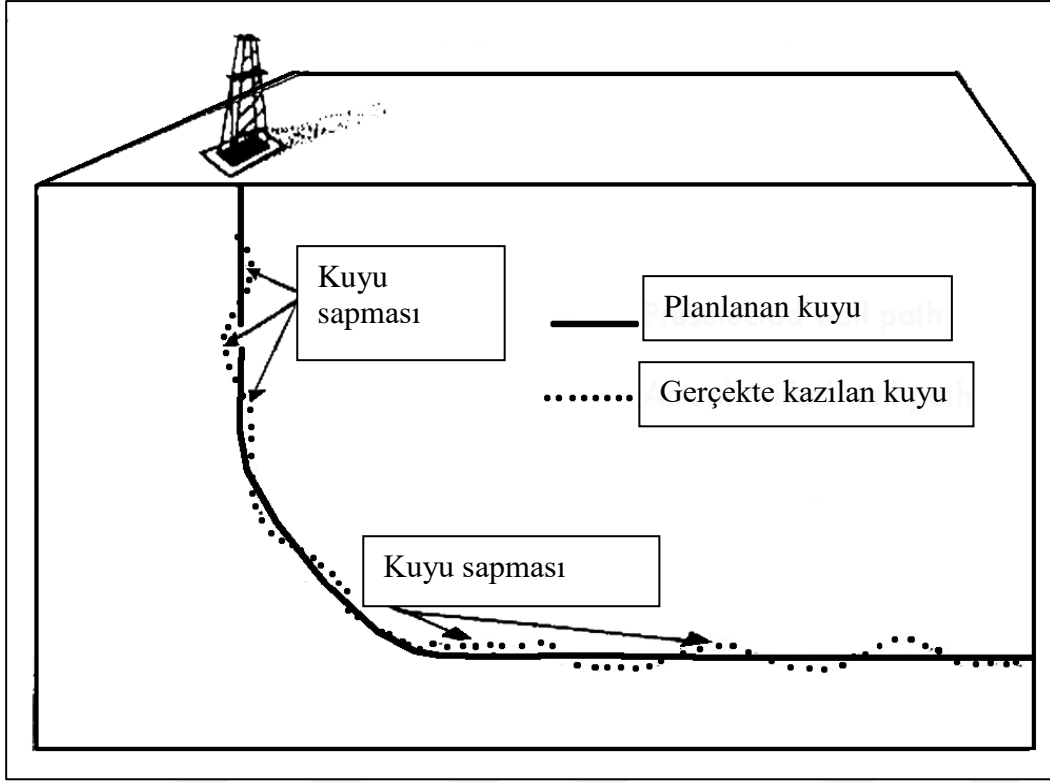 Kuyu
sapması
Planlanan kuyu
Gerçekte kazılan kuyu
Kuyu sapması